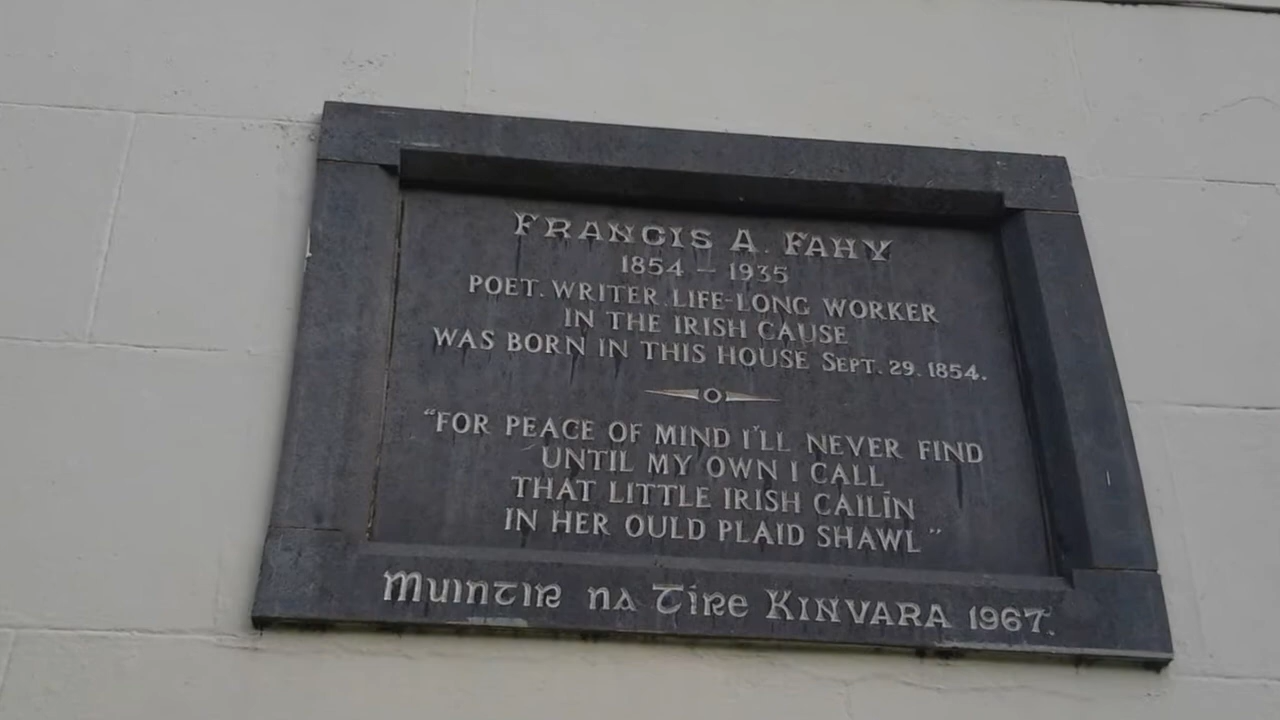 FRANCIS A. FAHY
1854 – 1935
POET. WRITER. LIFE-LONG WORKER
IN THE IRISH CAUSE
WAS BORN IN THIS HOUSE SEPT. 29. 1854.
“FOR PEACE OF MIND I'LL NEVER FIND
UNTIL MY OWN I CALL
THAT LITTLE IRISH CAILÍN
IN HER OULD PLAID SHAWL”
Muintir na Tíre KINVARA 1967.